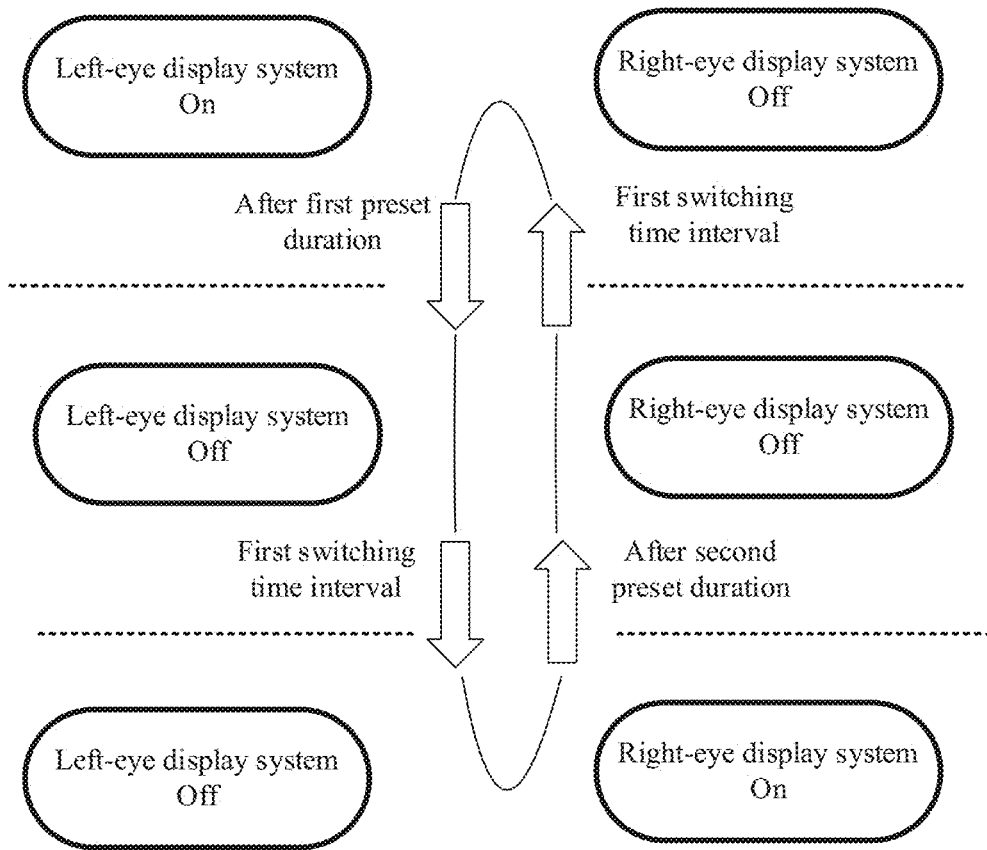 Left-eye display system
On
Right-eye display system
Off
After first preset
duration
First switching
time interval
Left-eye display system
Off
Right-eye display system
Off
First switching
time interval
After second
preset duration
Left-eye display system
Off
Right-eye display system
On